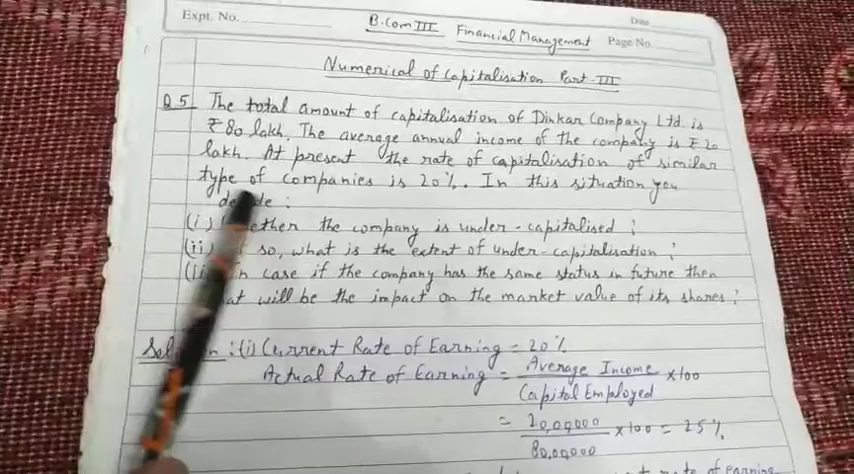 Expt. No.
Date
B.Com III Financial Management Page No.
Numerical of Capitalisation Part-III
Q.5 The total amount of capitalisation of Dinkar Company Ltd. is
₹ 80 lakh. The average annual income of the company is ₹ 20
lakh. At present the rate of capitalisation of similar
type of companies is 20%. In this situation you
:
(i) the company is under-capitalised ;
(ii) so, what is the extent of under-capitalisation ;
case if the company has the same status in future then
will be the impact on the market value of its shares ;
: (i) Current Rate of Earning = 20%
Actual Rate of Earning = Average Income × 100
Capital Employed
= 20,00,000 × 100 = 25%
80,00,000
rate of earning